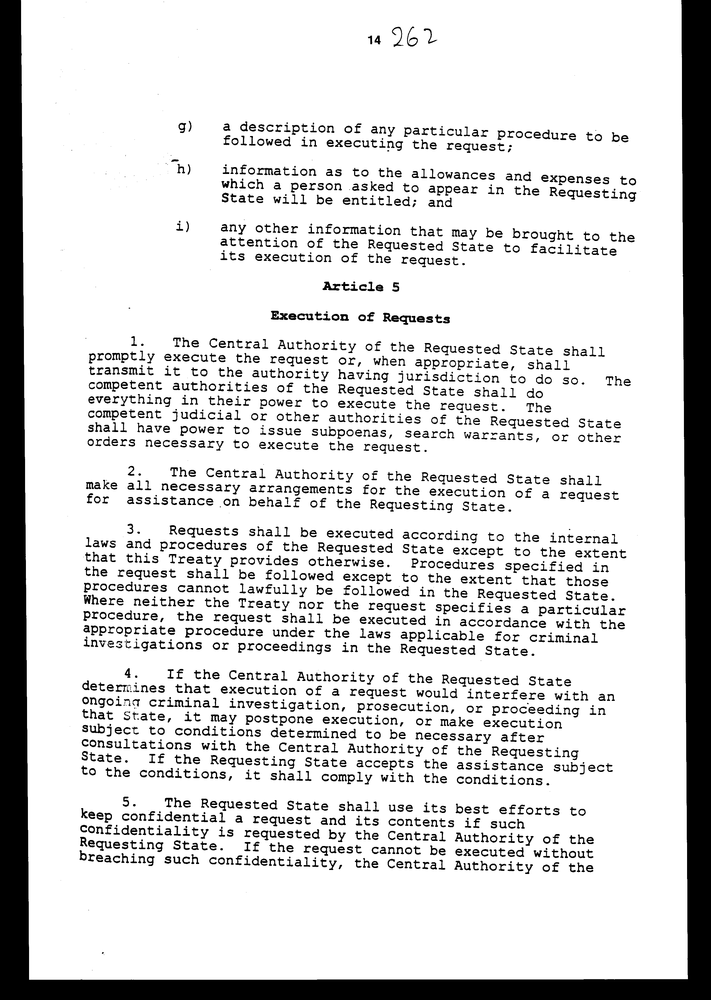 14 262
g) a description of any particular procedure to be
followed in executing the request;
h) information as to the allowances and expenses to
which a person asked to appear in the Requesting
State will be entitled; and
i) any other information that may be brought to the
attention of the Requested State to facilitate
its execution of the request.
Article 5
Execution of Requests
1. The Central Authority of the Requested State shall
promptly execute the request or, when appropriate, shall
transmit it to the authority having jurisdiction to do so. The
competent authorities of the Requested State shall do
everything in their power to execute the request. The
competent judicial or other authorities of the Requested State
shall have power to issue subpoenas, search warrants, or other
orders necessary to execute the request.
2. The Central Authority of the Requested State shall
make all necessary arrangements for the execution of a request
for assistance on behalf of the Requesting State.
3. Requests shall be executed according to the internal
laws and procedures of the Requested State except to the extent
that this Treaty provides otherwise. Procedures specified in
the request shall be followed except to the extent that those
procedures cannot lawfully be followed in the Requested State.
Where neither the Treaty nor the request specifies a particular
procedure, the request shall be executed in accordance with the
appropriate procedure under the laws applicable for criminal
investigations or proceedings in the Requested State.
4. If the Central Authority of the Requested State
determines that execution of a request would interfere with an
ongoing criminal investigation, prosecution, or proceeding in
that State, it may postpone execution, or make execution
subject to conditions determined to be necessary after
consultations with the Central Authority of the Requesting
State. If the Requesting State accepts the assistance subject
to the conditions, it shall comply with the conditions.
5. The Requested State shall use its best efforts to
keep confidential a request and its contents if such
confidentiality is requested by the Central Authority of the
Requesting State. If the request cannot be executed without
breaching such confidentiality, the Central Authority of the